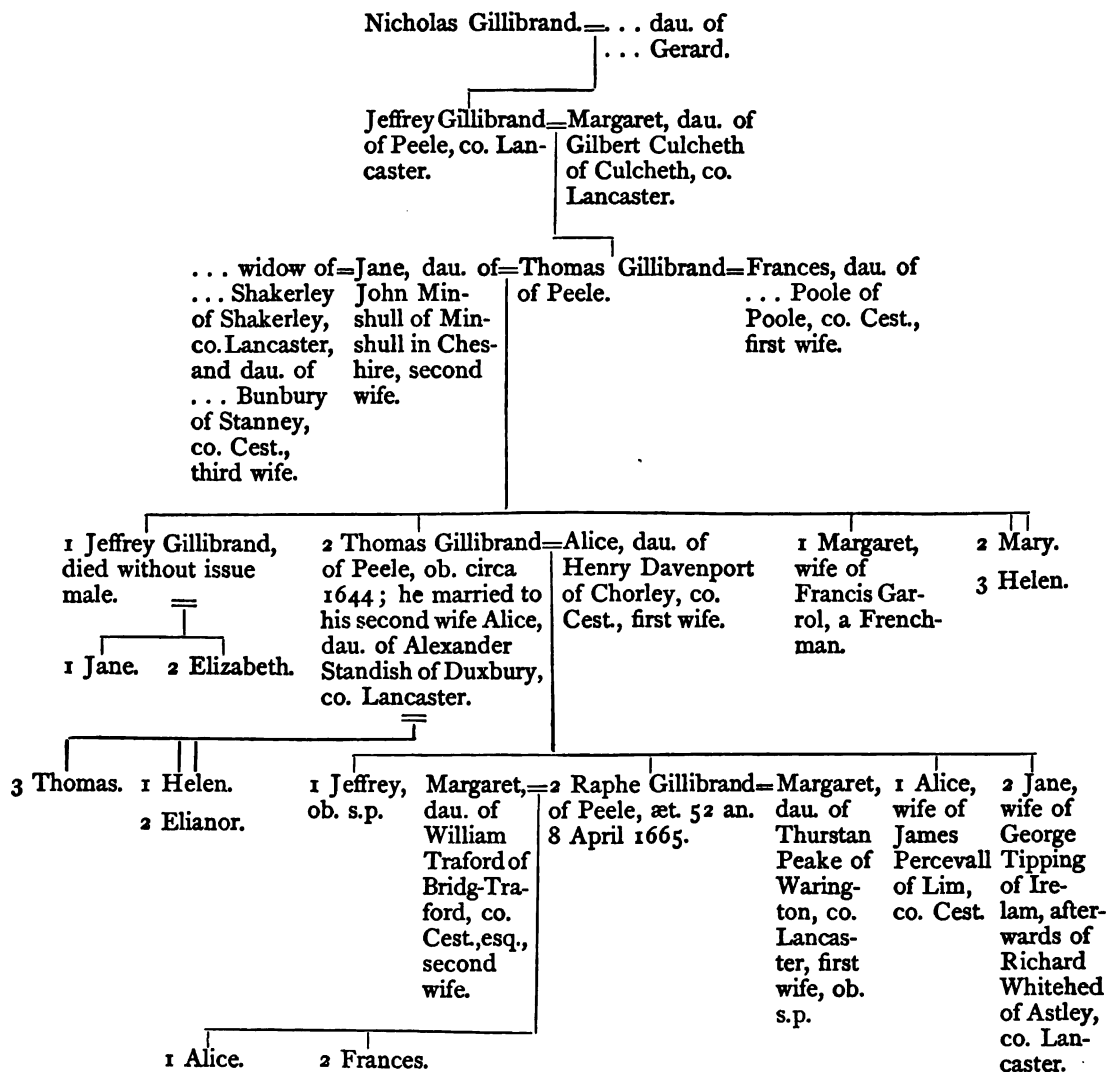 Nicholas Gillibrand.=. . . dau. of
. . . Gerard.
Jeffrey Gillibrand=Margaret, dau. of
of Peele, co. Lan-
caster.
Gilbert Culcheth
of Culcheth, co.
Lancaster.
. . . widow of=Jane, dau. of=Thomas Gillibrand=Frances, dau. of
. . . Shakerley
of Shakerley,
co. Lancaster,
and dau. of
. . . Bunbury
of Stanney,
co. Cest.,
third wife.
John Min-
shull of Min-
shull in Ches-
hire, second
wife.
of Peele.
. . . Poole of
Poole, co. Cest.,
first wife.
1 Jeffrey Gillibrand,
died without issue
male.
1 Jane. 2 Elizabeth.
2 Thomas Gillibrand=Alice, dau. of
of Peele, ob. circa
1644; he married to
his second wife Alice,
dau. of Alexander
Standish of Duxbury,
co. Lancaster.
Henry Davenport
of Chorley, co.
Cest., first wife.
1 Margaret,
wife of
Francis Gar-
rol, a French-
man.
2 Mary.
3 Helen.
3 Thomas. 1 Helen.
2 Elianor.
1 Jeffrey,
ob. s.p.
Margaret,=2 Raphe Gillibrand=Margaret,
dau. of
William
Traford of
Bridg-Tra-
ford, co.
Cest., esq.,
second
wife.
of Peele, æt. 52 an.
8 April 1665.
dau. of
Thurstan
Peake of
Waring-
ton, co.
Lancas-
ter, first
wife, ob.
s.p.
1 Alice,
wife of
James
Percevall
of Lim,
co. Cest.
2 Jane,
wife of
George
Tipping
of Ire-
lam, after-
wards of
Richard
Whitehed
of Astley,
co. Lan-
caster.
1 Alice. 2 Frances.